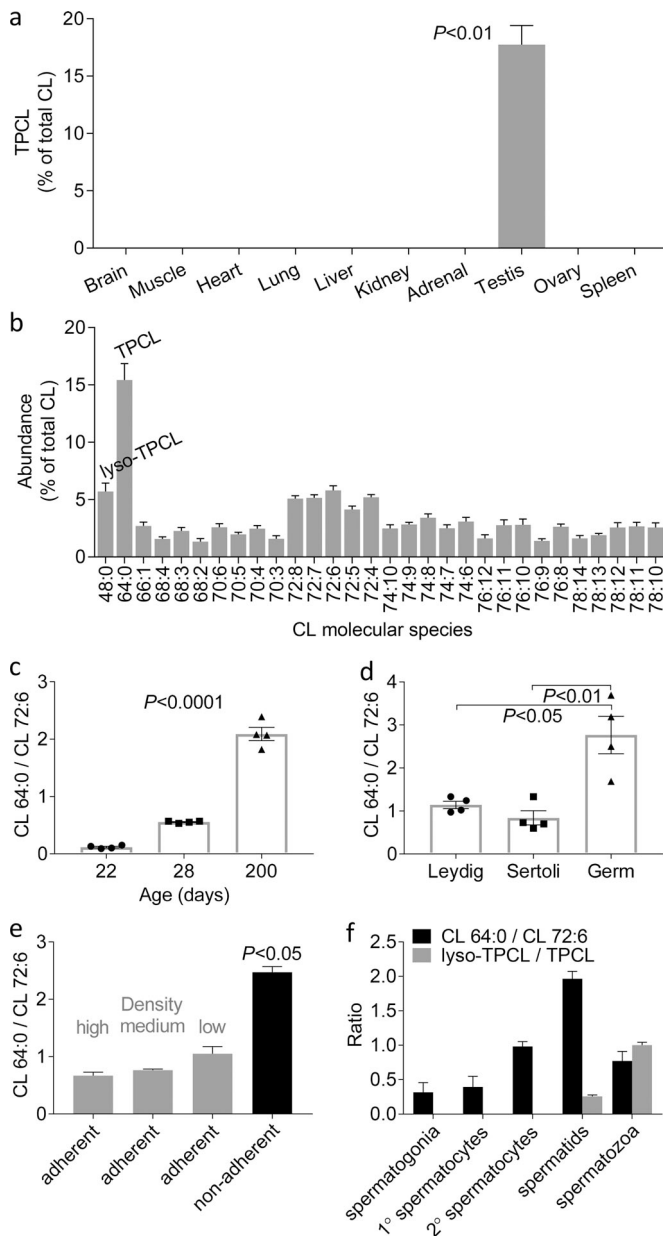 a
TPCL
(% of total CL)
20
15
10
5
0
P<0.01
Brain
Muscle
Heart
Lung
Liver
Kidney
Adrenal
Testis
Ovary
Spleen
b
Abundance
(% of total CL)
20
15
10
5
0
TPCL
lyso-TPCL
48:0
64:0
66:1
68:4
68:3
68:2
70:6
70:5
70:4
70:3
72:8
72:7
72:6
72:5
72:4
74:10
74:9
74:8
74:7
74:6
76:12
76:11
76:10
76:9
76:8
78:14
78:13
78:12
78:11
78:10
CL molecular species
c
CL 64:0 / CL 72:6
3
2
1
0
P<0.0001
22 28 200
Age (days)
d
CL 64:0 / CL 72:6
4
3
2
1
0
P<0.01
P<0.05
Leydig Sertoli Germ
e
CL 64:0 / CL 72:6
3
2
1
0
P<0.05
Density
high medium low
adherent
adherent
adherent
non-adherent
f
CL 64:0 / CL 72:6
lyso-TPCL / TPCL
Ratio
2.5
2.0
1.5
1.0
0.5
0.0
spermatogonia
1° spermatocytes
2° spermatocytes
spermatids
spermatozoa